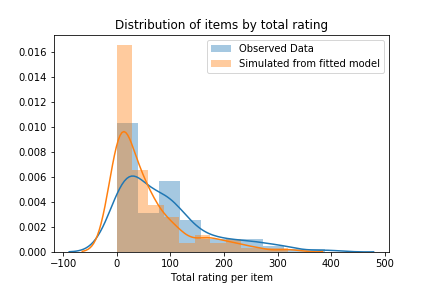 Distribution of items by total rating
Observed Data
Simulated from fitted model
0.016
0.014
0.012
0.010
0.008
0.006
0.004
0.002
0.000
−100 0 100 200 300 400 500
Total rating per item